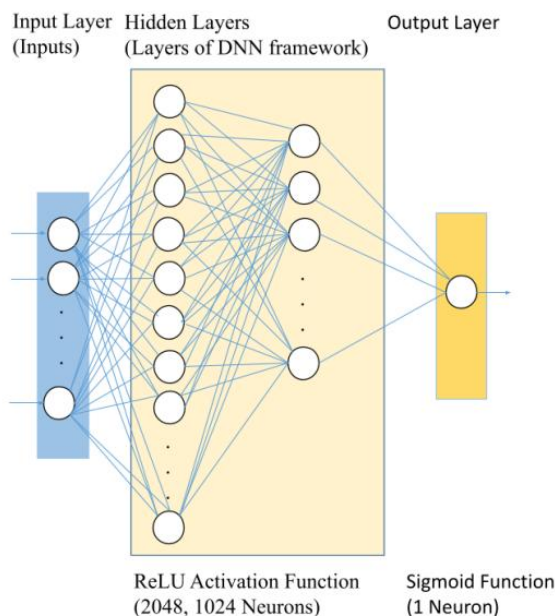 Input Layer
(Inputs)
Hidden Layers
(Layers of DNN framework)
Output Layer
ReLU Activation Function
(2048, 1024 Neurons)
Sigmoid Function
(1 Neuron)